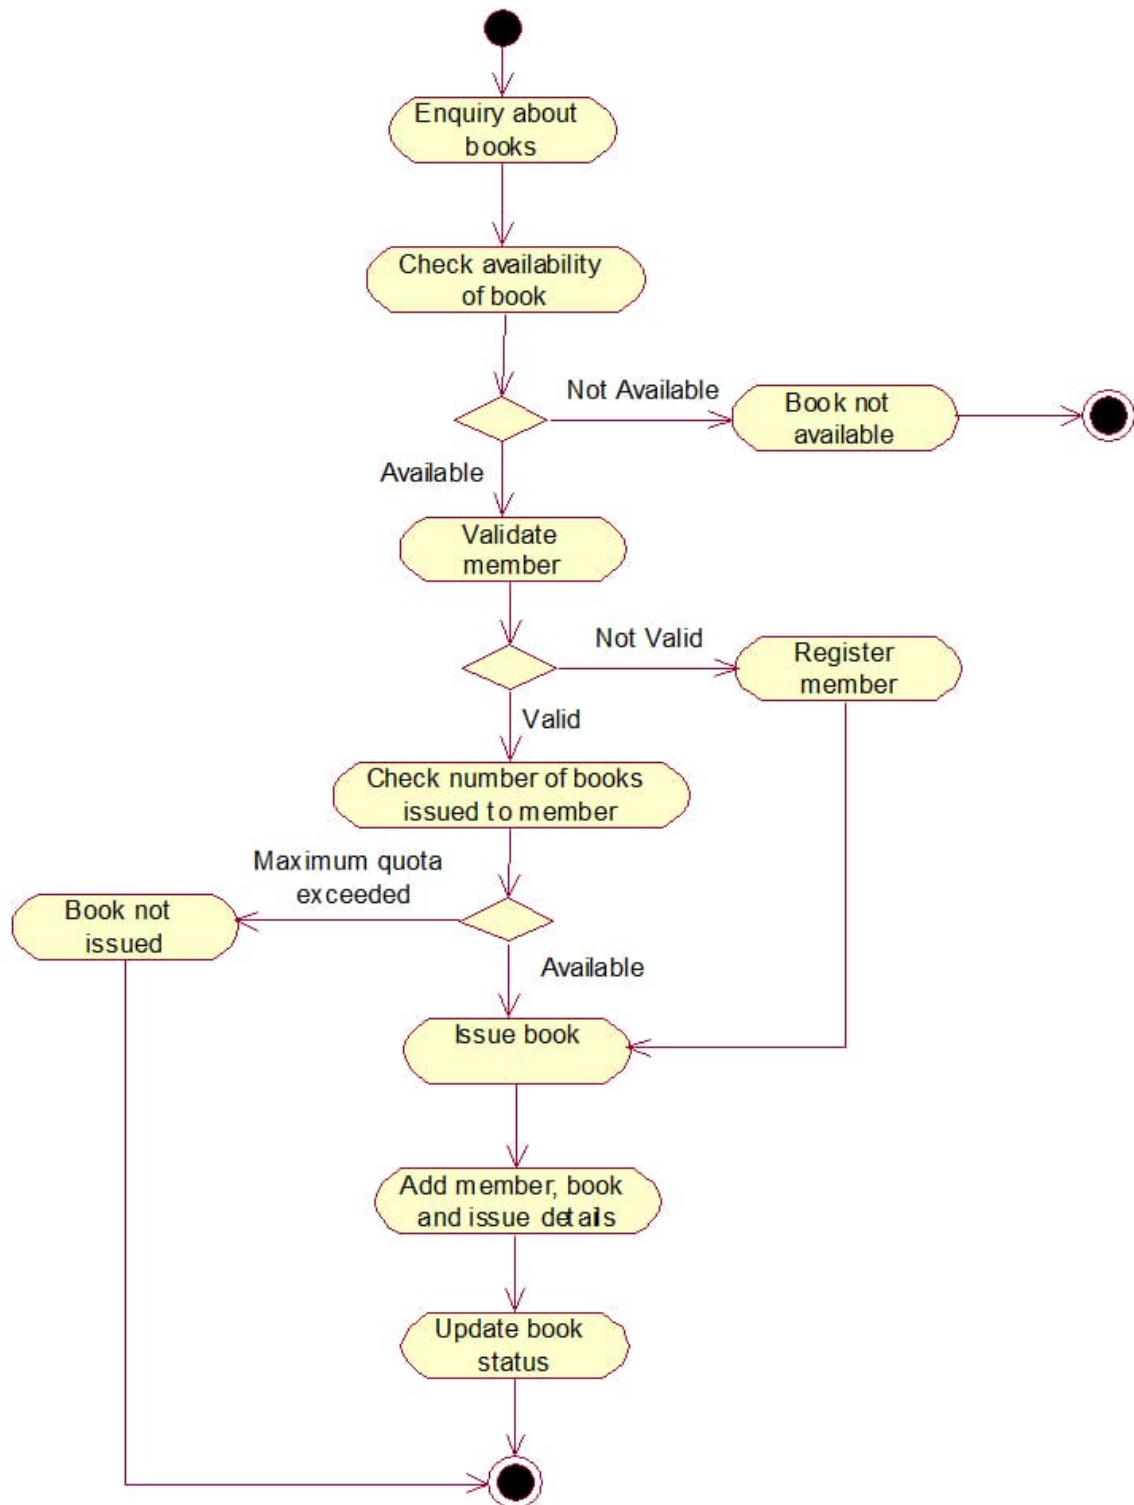 Enquiry about
books
Check availability
of book
Not Available
Book not
available
Available
Validate
member
Not Valid
Register
member
Valid
Check number of books
issued to member
Maximum quota
exceeded
Book not
issued
Available
Issue book
Add member, book
and issue details
Update book
status